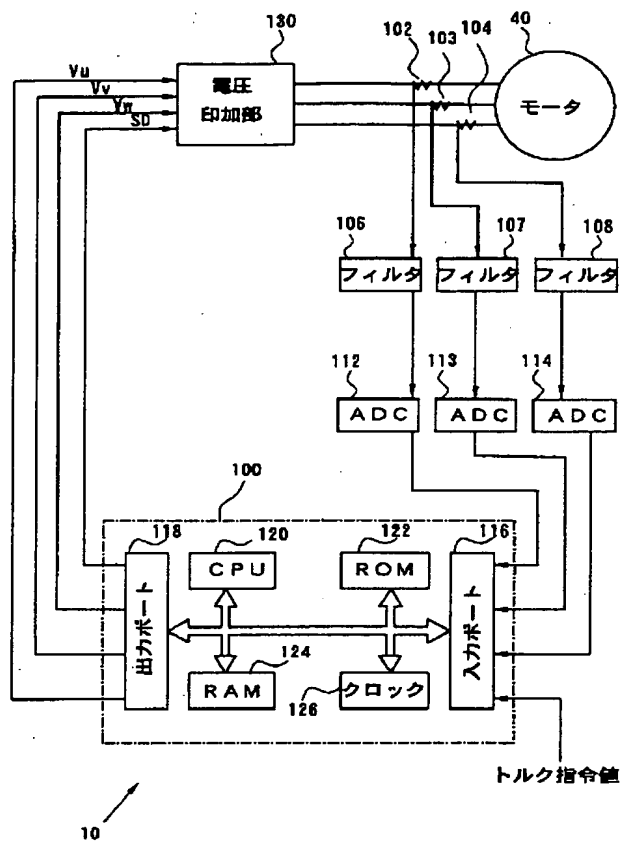 130
102
103
104
40
Vu
Vv
Vw
SD
電圧
印加部
モータ
106
107
108
フィルタ
フィルタ
フィルタ
112
113
114
ADC
ADC
ADC
100
118
120
122
116
CPU
ROM
出力ポート
入力ポート
124
RAM
126
クロック
トルク指令値
10